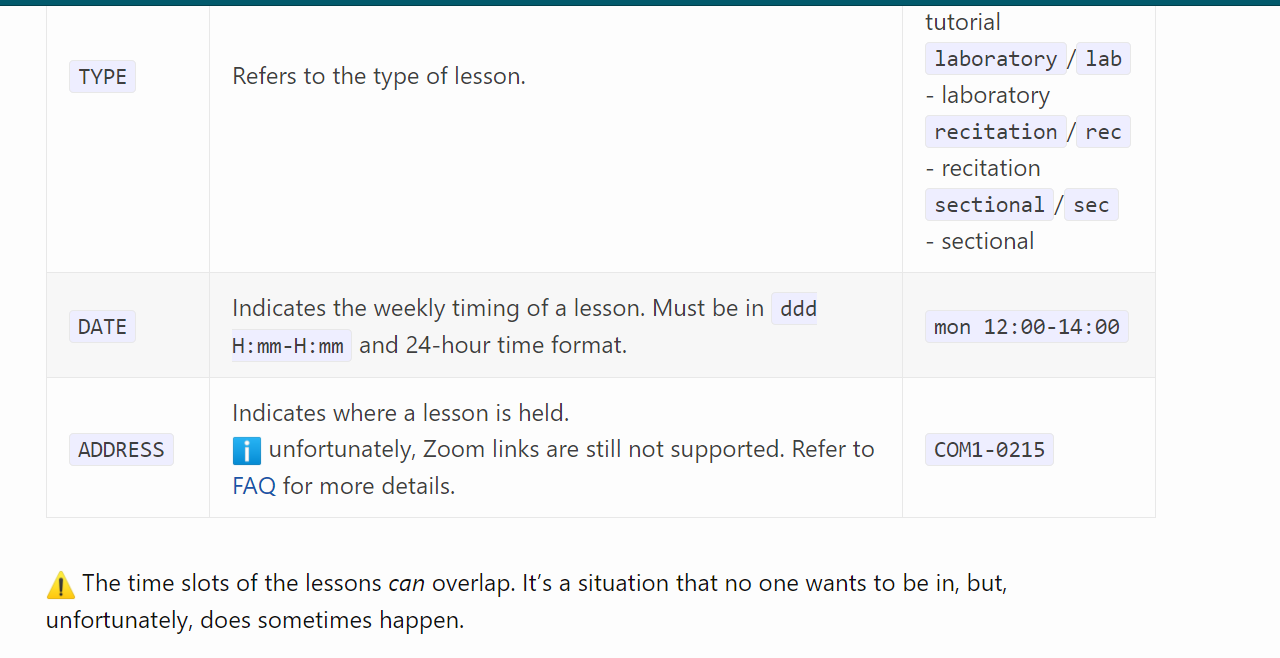 tutorial
laboratory / lab
- laboratory
recitation / rec
- recitation
sectional / sec
- sectional
TYPE
Refers to the type of lesson.
DATE
Indicates the weekly timing of a lesson. Must be in ddd
H:mm-H:mm and 24-hour time format.
mon 12:00-14:00
ADDRESS
Indicates where a lesson is held.
ℹ️ unfortunately, Zoom links are still not supported. Refer to
FAQ for more details.
COM1-0215
⚠️ The time slots of the lessons can overlap. It’s a situation that no one wants to be in, but,
unfortunately, does sometimes happen.